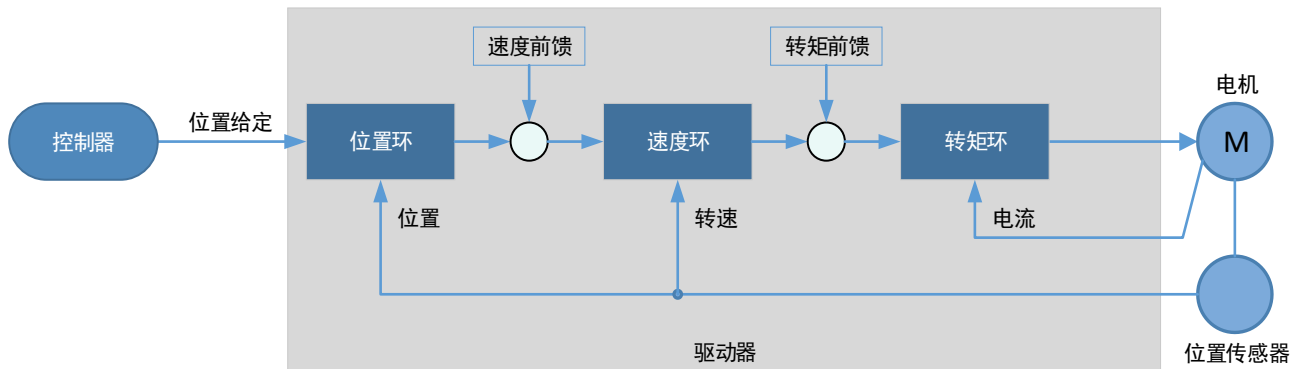 速度前馈
转矩前馈
电机
控制器
位置给定
位置环
速度环
转矩环
M
位置
转速
电流
驱动器
位置传感器